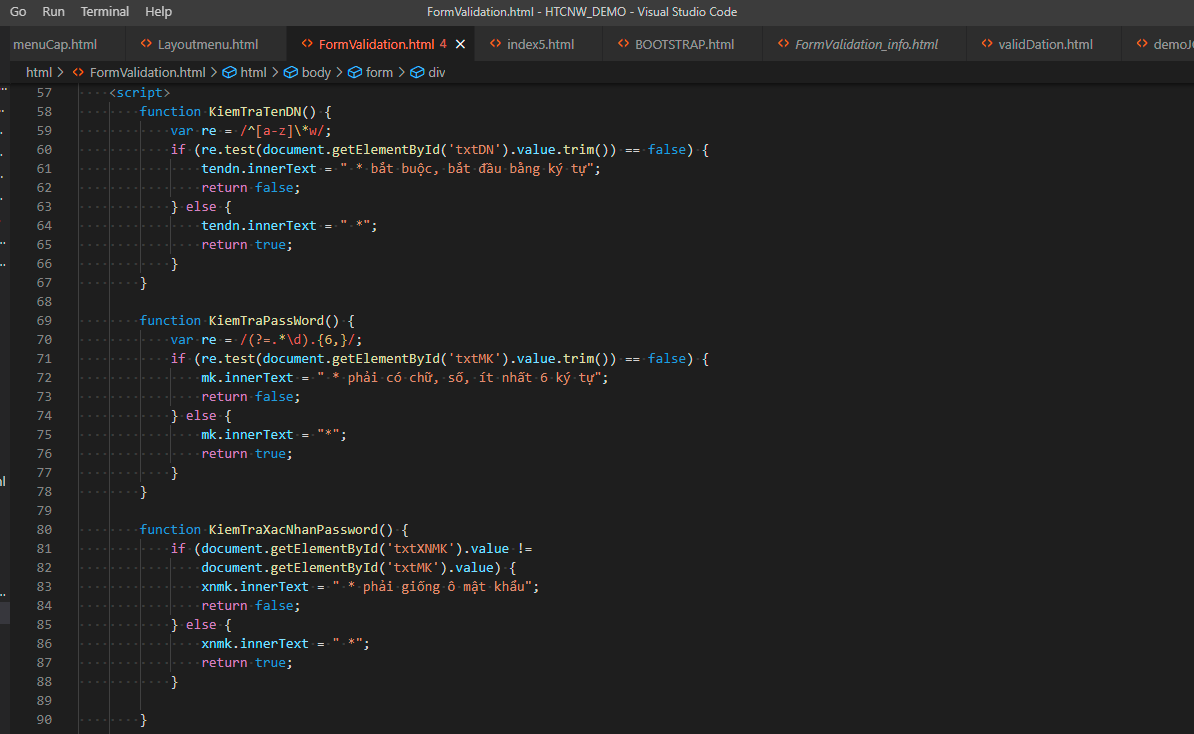 Go Run Terminal Help FormValidation.html - HTCNW_DEMO - Visual Studio Code
menuCap.html Layoutmenu.html FormValidation.html 4 index5.html BOOTSTRAP.html FormValidation_info.html validDation.html
html > FormValidation.html > html > body > form > div
57 <script>
58 function KiemTraTenDN() {
59 var re = /^[a-z]\*w/;
60 if (re.test(document.getElementById('txtDN').value.trim()) == false) {
61 tendn.innerText = " * bắt buộc, bắt đầu bằng ký tự";
62 return false;
63 } else {
64 tendn.innerText = " *";
65 return true;
66 }
67 }
68
69 function KiemTraPassWord() {
70 var re = /(?=.*\d).{6,}/;
71 if (re.test(document.getElementById('txtMK').value.trim()) == false) {
72 mk.innerText = " * phải có chữ, số, ít nhất 6 ký tự";
73 return false;
74 } else {
75 mk.innerText = "*";
76 return true;
77 }
78 }
79
80 function KiemTraXacNhanPassword() {
81 if (document.getElementById('txtXNMK').value !=
82 document.getElementById('txtMK').value) {
83 xnmk.innerText = " * phải giống ô mật khẩu";
84 return false;
85 } else {
86 xnmk.innerText = " *";
87 return true;
88 }
89
90 }